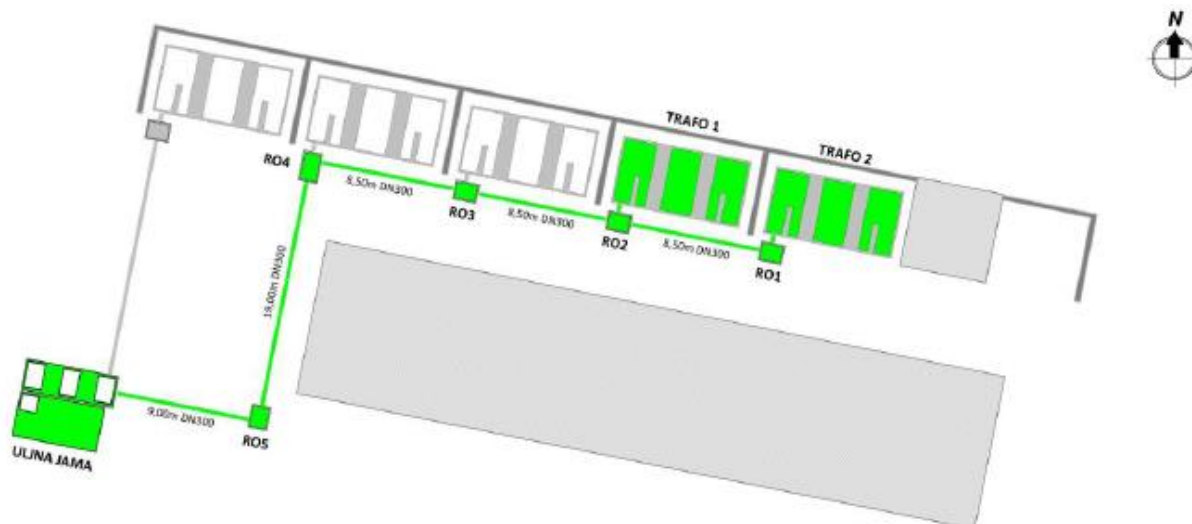 N
TRAFO 1
TRAFO 2
RO4
8,50m DN300
RO3
8,50m DN300
RO2
8,50m DN300
RO1
19,00m DN300
9,00m DN300
RO5
ULJNA JAMA